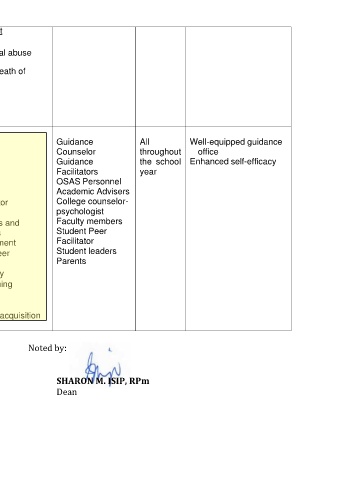 al abuse
eath of
Guidance
Counselor
Guidance
Facilitators
OSAS Personnel
Academic Advisers
College counselor-
psychologist
Faculty members
Student Peer
Facilitator
Student leaders
Parents
All
throughout
the school
year
Well-equipped guidance
office
Enhanced self-efficacy
tor
s and
ment
eer
y
ning
acquisition
Noted by:
SHARON M. ISIP, RPm
Dean